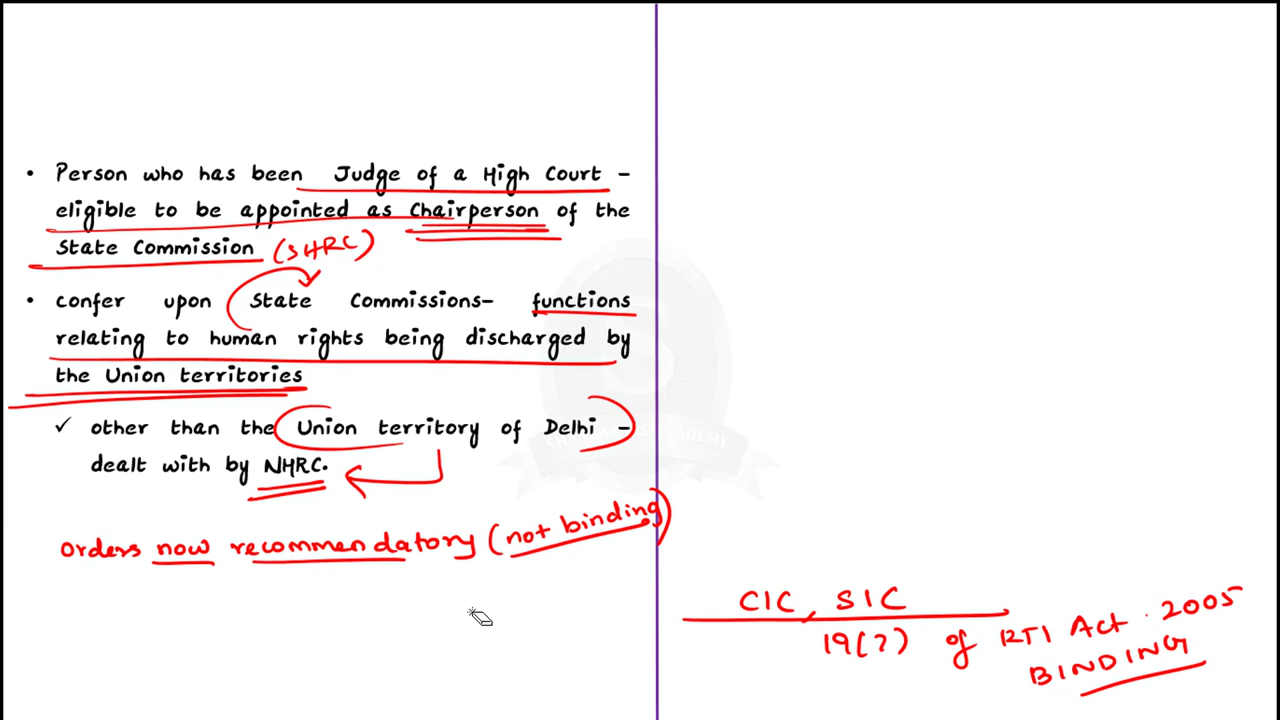 • Person who has been Judge of a High Court –
eligible to be appointed as Chairperson of the
State Commission (SHRC)
• confer upon State Commissions- functions
relating to human rights being discharged by
the Union territories
✓ other than the Union territory of Delhi –
dealt with by NHRC.
orders now recommendatory (not binding)
CIC, SIC
19(7) of RTI Act. 2005
BINDING